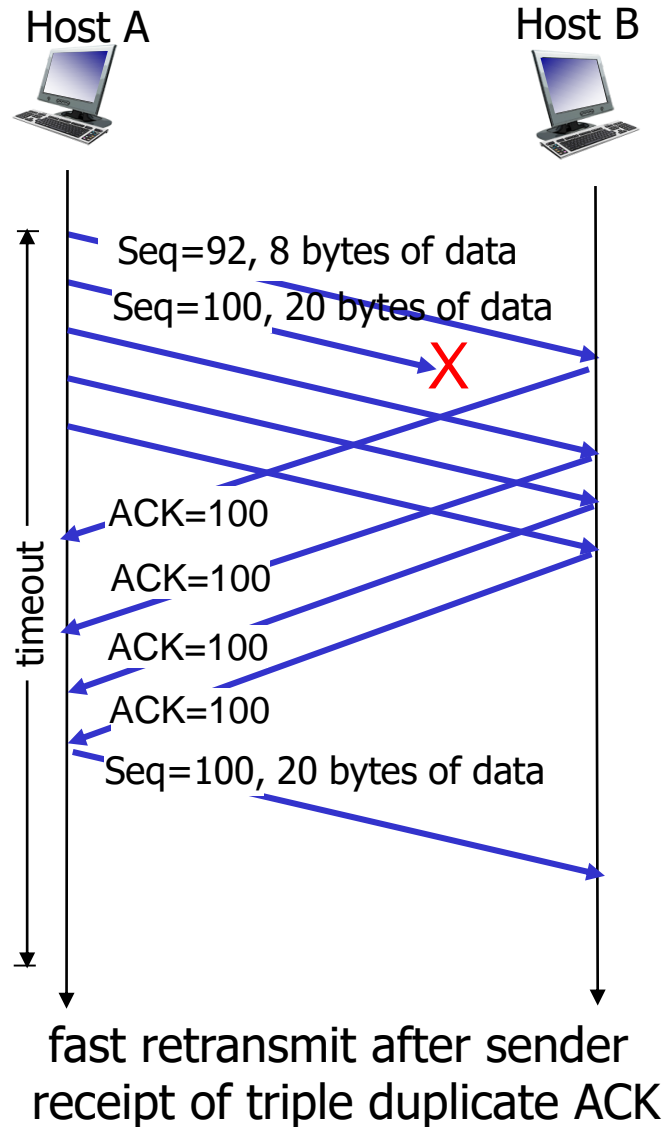 Host A
Host B
Seq=92, 8 bytes of data
Seq=100, 20 bytes of data
X
ACK=100
ACK=100
ACK=100
ACK=100
timeout
Seq=100, 20 bytes of data
fast retransmit after sender
receipt of triple duplicate ACK